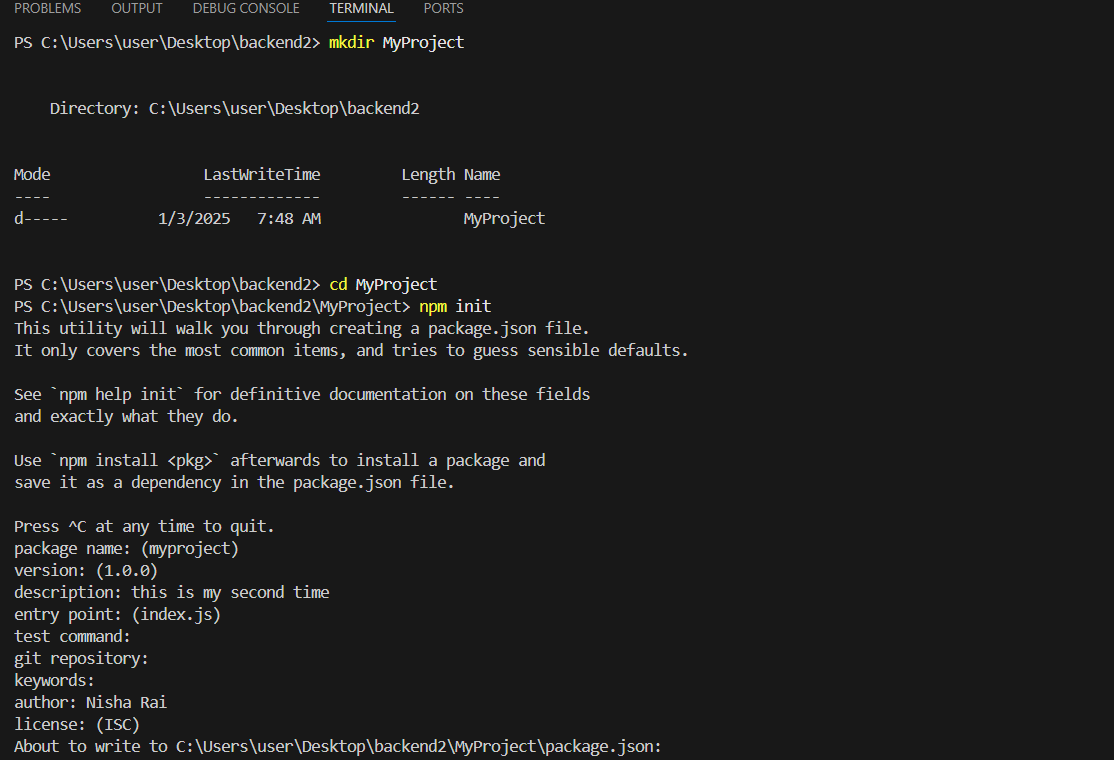 PROBLEMS OUTPUT DEBUG CONSOLE TERMINAL PORTS
PS C:\Users\user\Desktop\backend2> mkdir MyProject
Directory: C:\Users\user\Desktop\backend2
Mode LastWriteTime Length Name
---- ------------- ------ ----
d----- 1/3/2025 7:48 AM MyProject
PS C:\Users\user\Desktop\backend2> cd MyProject
PS C:\Users\user\Desktop\backend2\MyProject> npm init
This utility will walk you through creating a package.json file.
It only covers the most common items, and tries to guess sensible defaults.
See `npm help init` for definitive documentation on these fields
and exactly what they do.
Use `npm install <pkg>` afterwards to install a package and
save it as a dependency in the package.json file.
Press ^C at any time to quit.
package name: (myproject)
version: (1.0.0)
description: this is my second time
entry point: (index.js)
test command:
git repository:
keywords:
author: Nisha Rai
license: (ISC)
About to write to C:\Users\user\Desktop\backend2\MyProject\package.json: